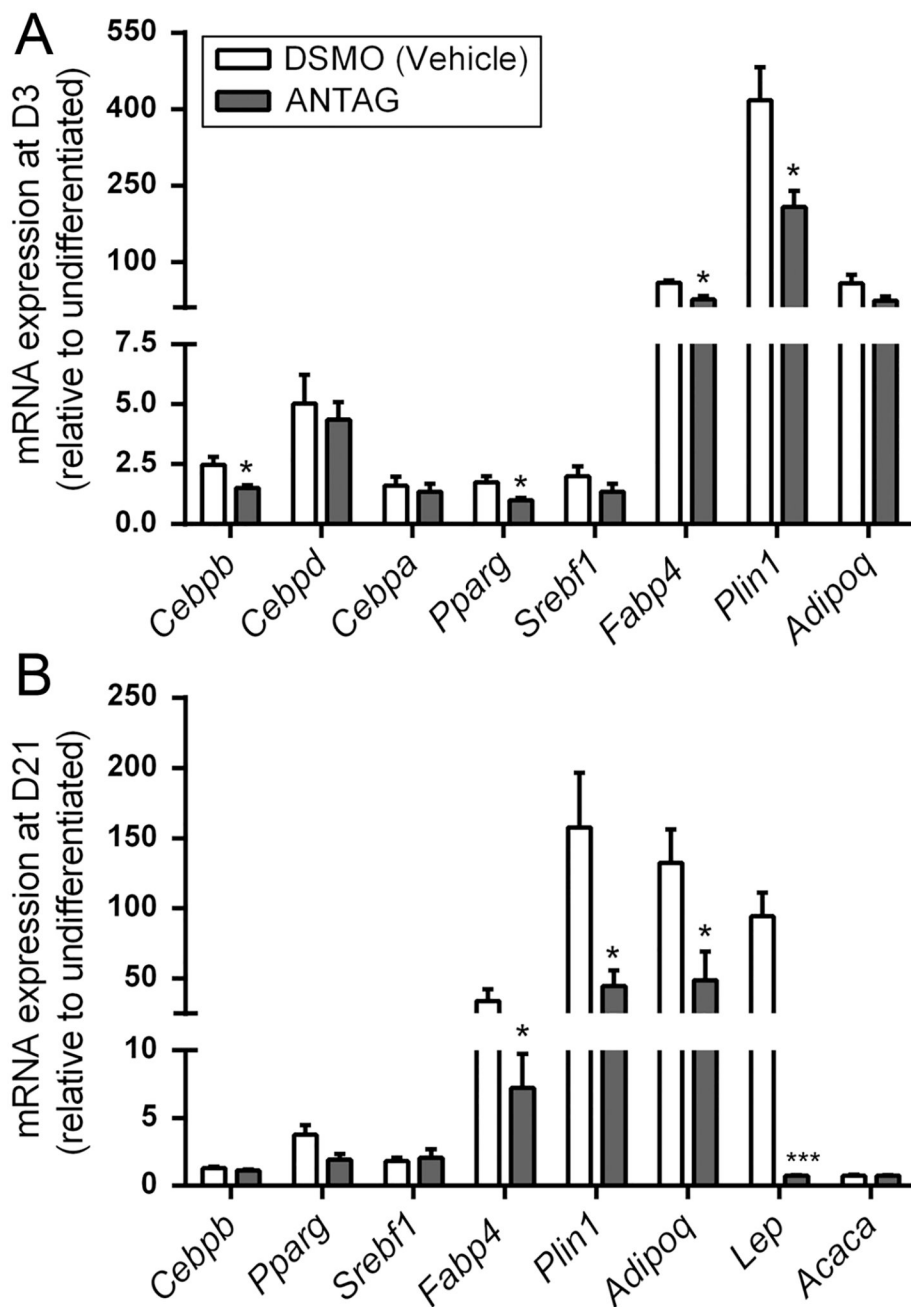 A
mRNA expression at D3
(relative to undifferentiated)
550
400
250
100
7.5
5.0
2.5
0.0
DSMO (Vehicle)
ANTAG
*
*
*
*
Cebpb
Cebpd
Cebpa
Pparg
Srebf1
Fabp4
Plin1
Adipoq
B
mRNA expression at D21
(relative to undifferentiated)
250
200
150
100
50
10
5
0
*
*
*
***
Cebpb
Pparg
Srebf1
Fabp4
Plin1
Adipoq
Lep
Acaca